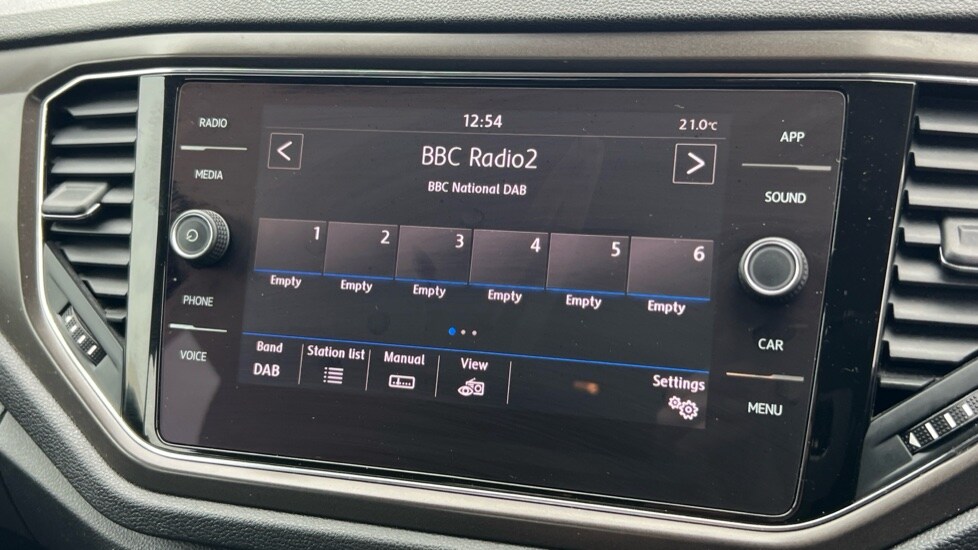 RADIO
MEDIA
PHONE
VOICE
12:54
21.0°C
<
BBC Radio2
>
BBC National DAB
1 2 3 4 5 6
Empty Empty Empty Empty Empty Empty
Band Station list Manual View Settings
DAB
APP
SOUND
CAR
MENU